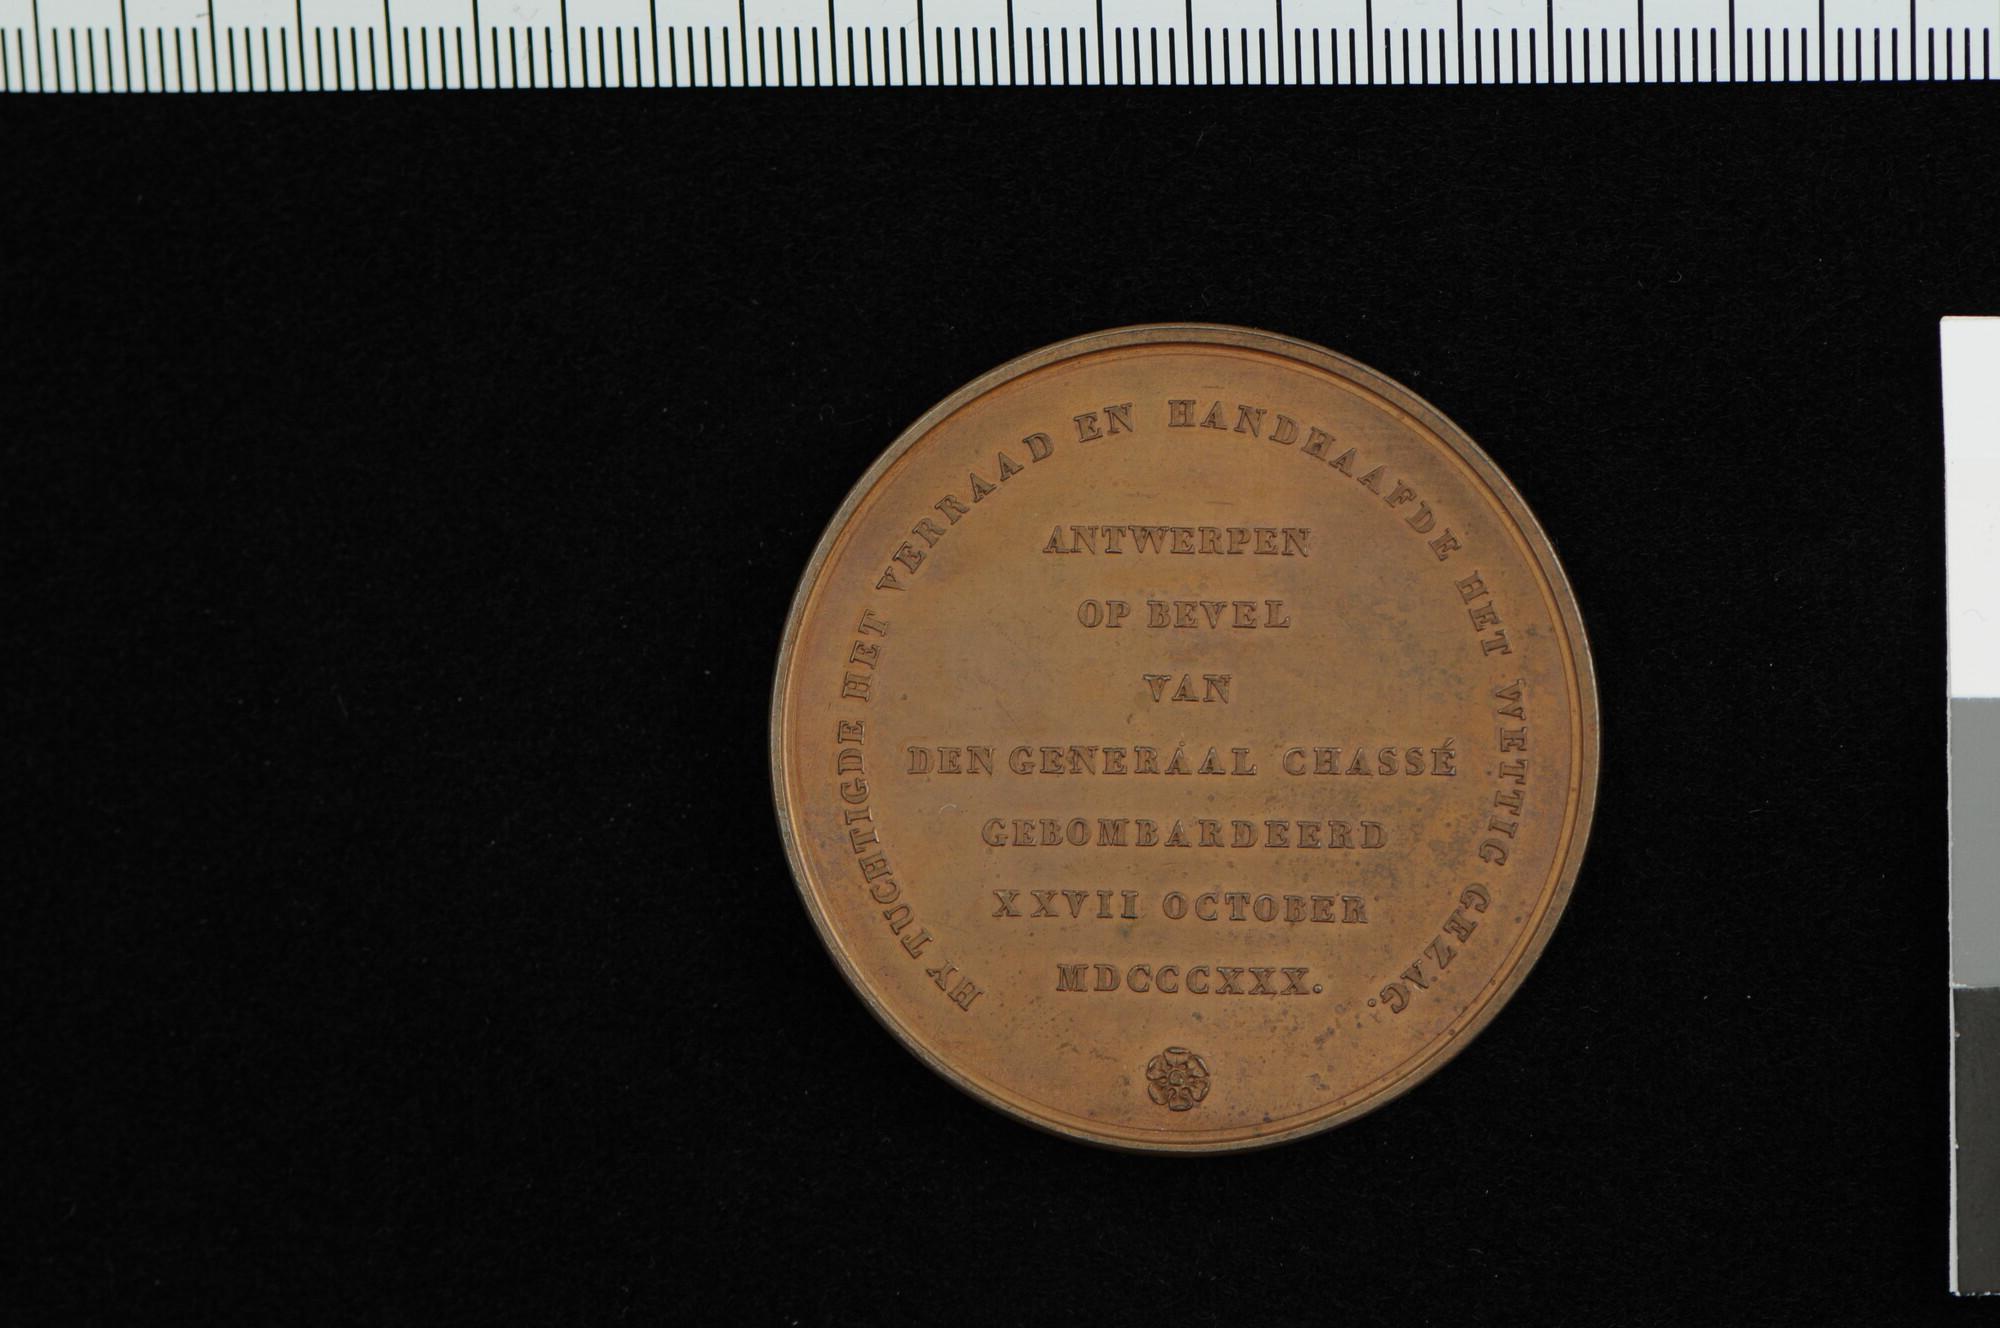 HY TUCHTIGDE HET VERRAAD EN HANDHAAFDE HET WETTIG GEZAG.
ANTWERPEN
OP BEVEL
VAN
DEN GENERAAL CHASSÉ
GEBOMBARDEERD
XXVII OCTOBER
MDCCCXXX.